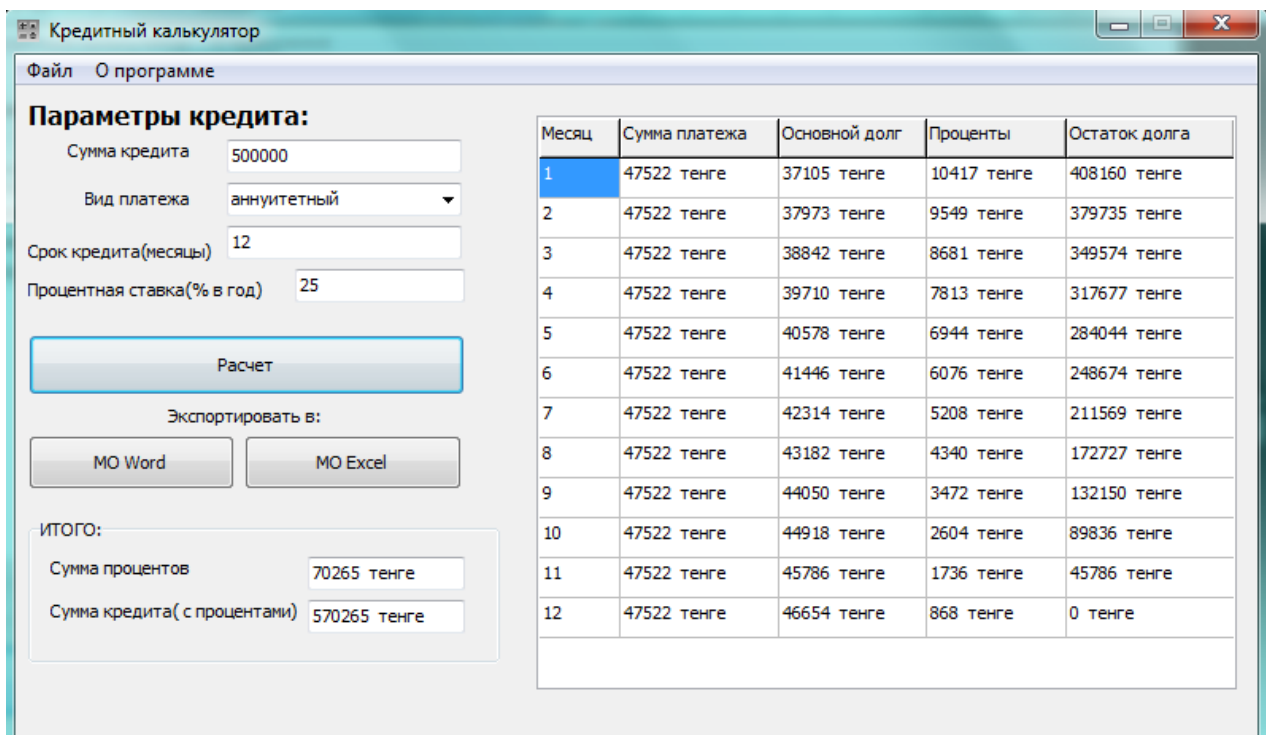 Кредитный калькулятор
Файл О программе
Параметры кредита:
Сумма кредита 500000
Вид платежа аннуитетный
Срок кредита(месяцы) 12
Процентная ставка(% в год) 25
Расчет
Экспортировать в:
MO Word MO Excel
ИТОГО:
Сумма процентов 70265 тенге
Сумма кредита( с процентами) 570265 тенге
Месяц Сумма платежа Основной долг Проценты Остаток долга
1 47522 тенге 37105 тенге 10417 тенге 408160 тенге
2 47522 тенге 37973 тенге 9549 тенге 379735 тенге
3 47522 тенге 38842 тенге 8681 тенге 349574 тенге
4 47522 тенге 39710 тенге 7813 тенге 317677 тенге
5 47522 тенге 40578 тенге 6944 тенге 284044 тенге
6 47522 тенге 41446 тенге 6076 тенге 248674 тенге
7 47522 тенге 42314 тенге 5208 тенге 211569 тенге
8 47522 тенге 43182 тенге 4340 тенге 172727 тенге
9 47522 тенге 44050 тенге 3472 тенге 132150 тенге
10 47522 тенге 44918 тенге 2604 тенге 89836 тенге
11 47522 тенге 45786 тенге 1736 тенге 45786 тенге
12 47522 тенге 46654 тенге 868 тенге 0 тенге